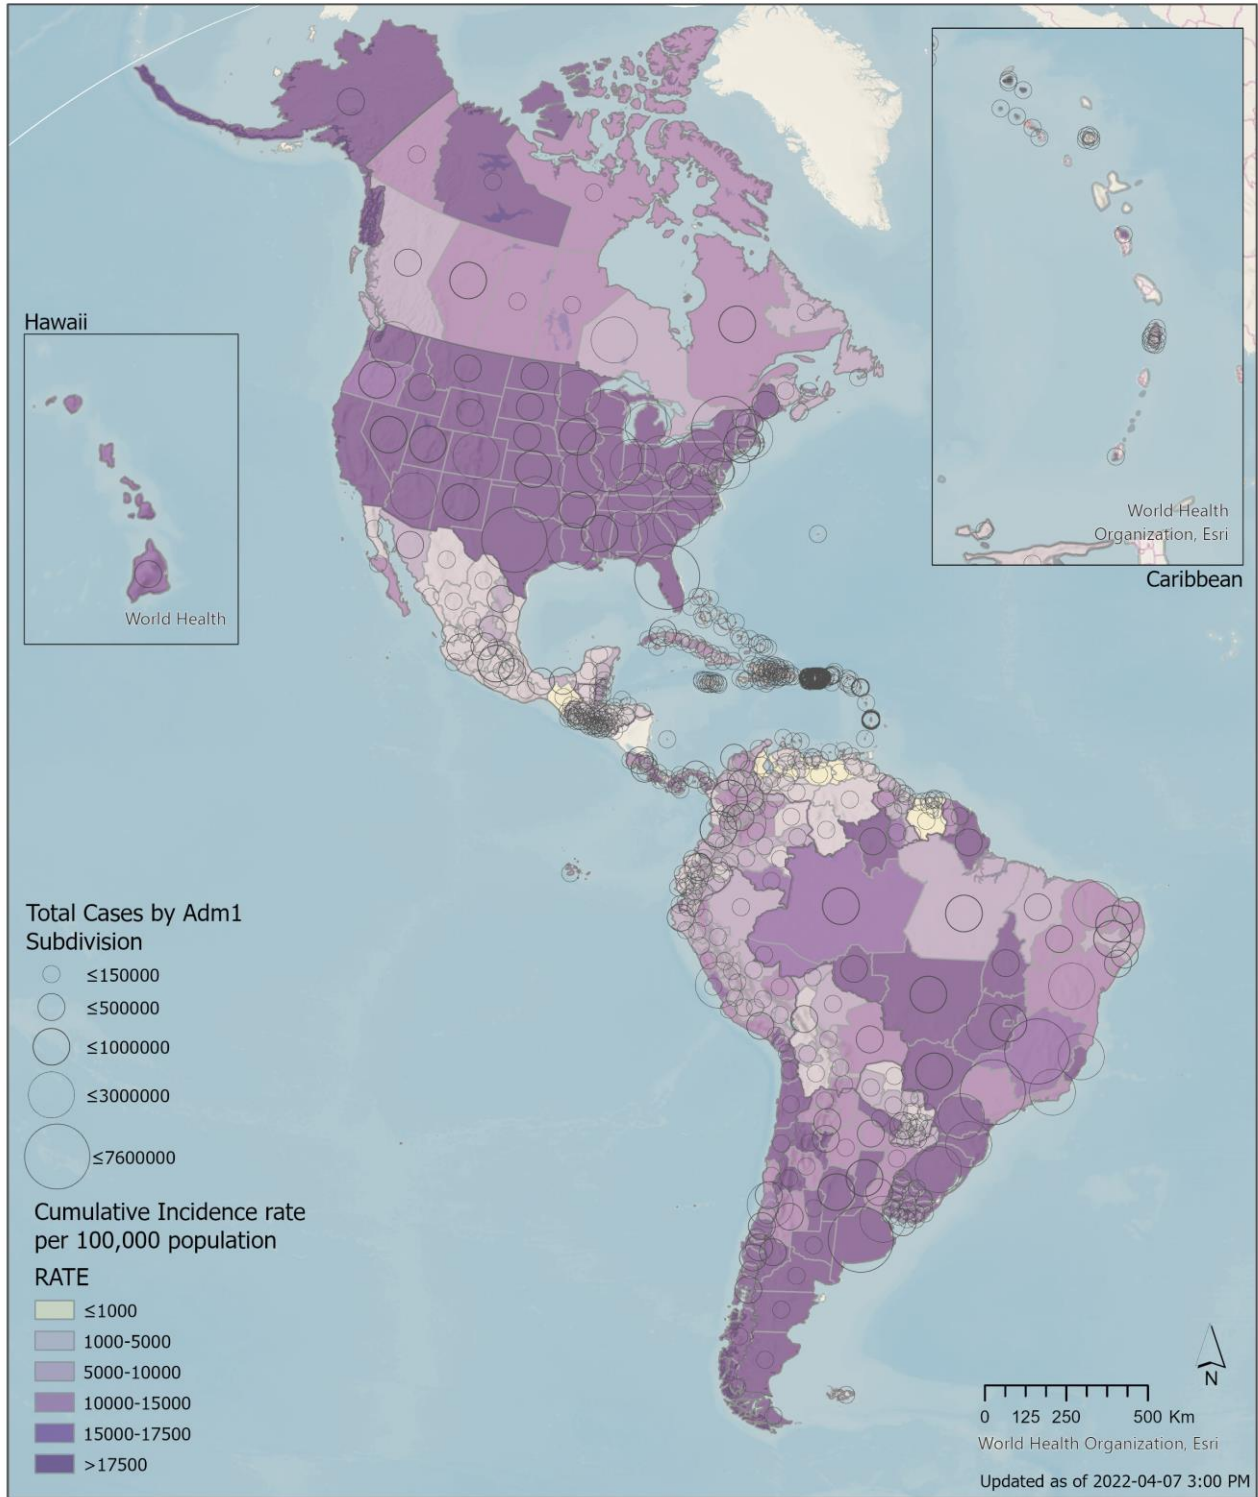 Hawaii
World Health
World Health
Organization, Esri
Caribbean
Total Cases by Adm1
Subdivision
≤150000
≤500000
≤1000000
≤3000000
≤7600000
Cumulative Incidence rate
per 100,000 population
RATE
≤1000
1000-5000
5000-10000
10000-15000
15000-17500
>17500
N
0 125 250 500 Km
World Health Organization, Esri
Updated as of 2022-04-07 3:00 PM